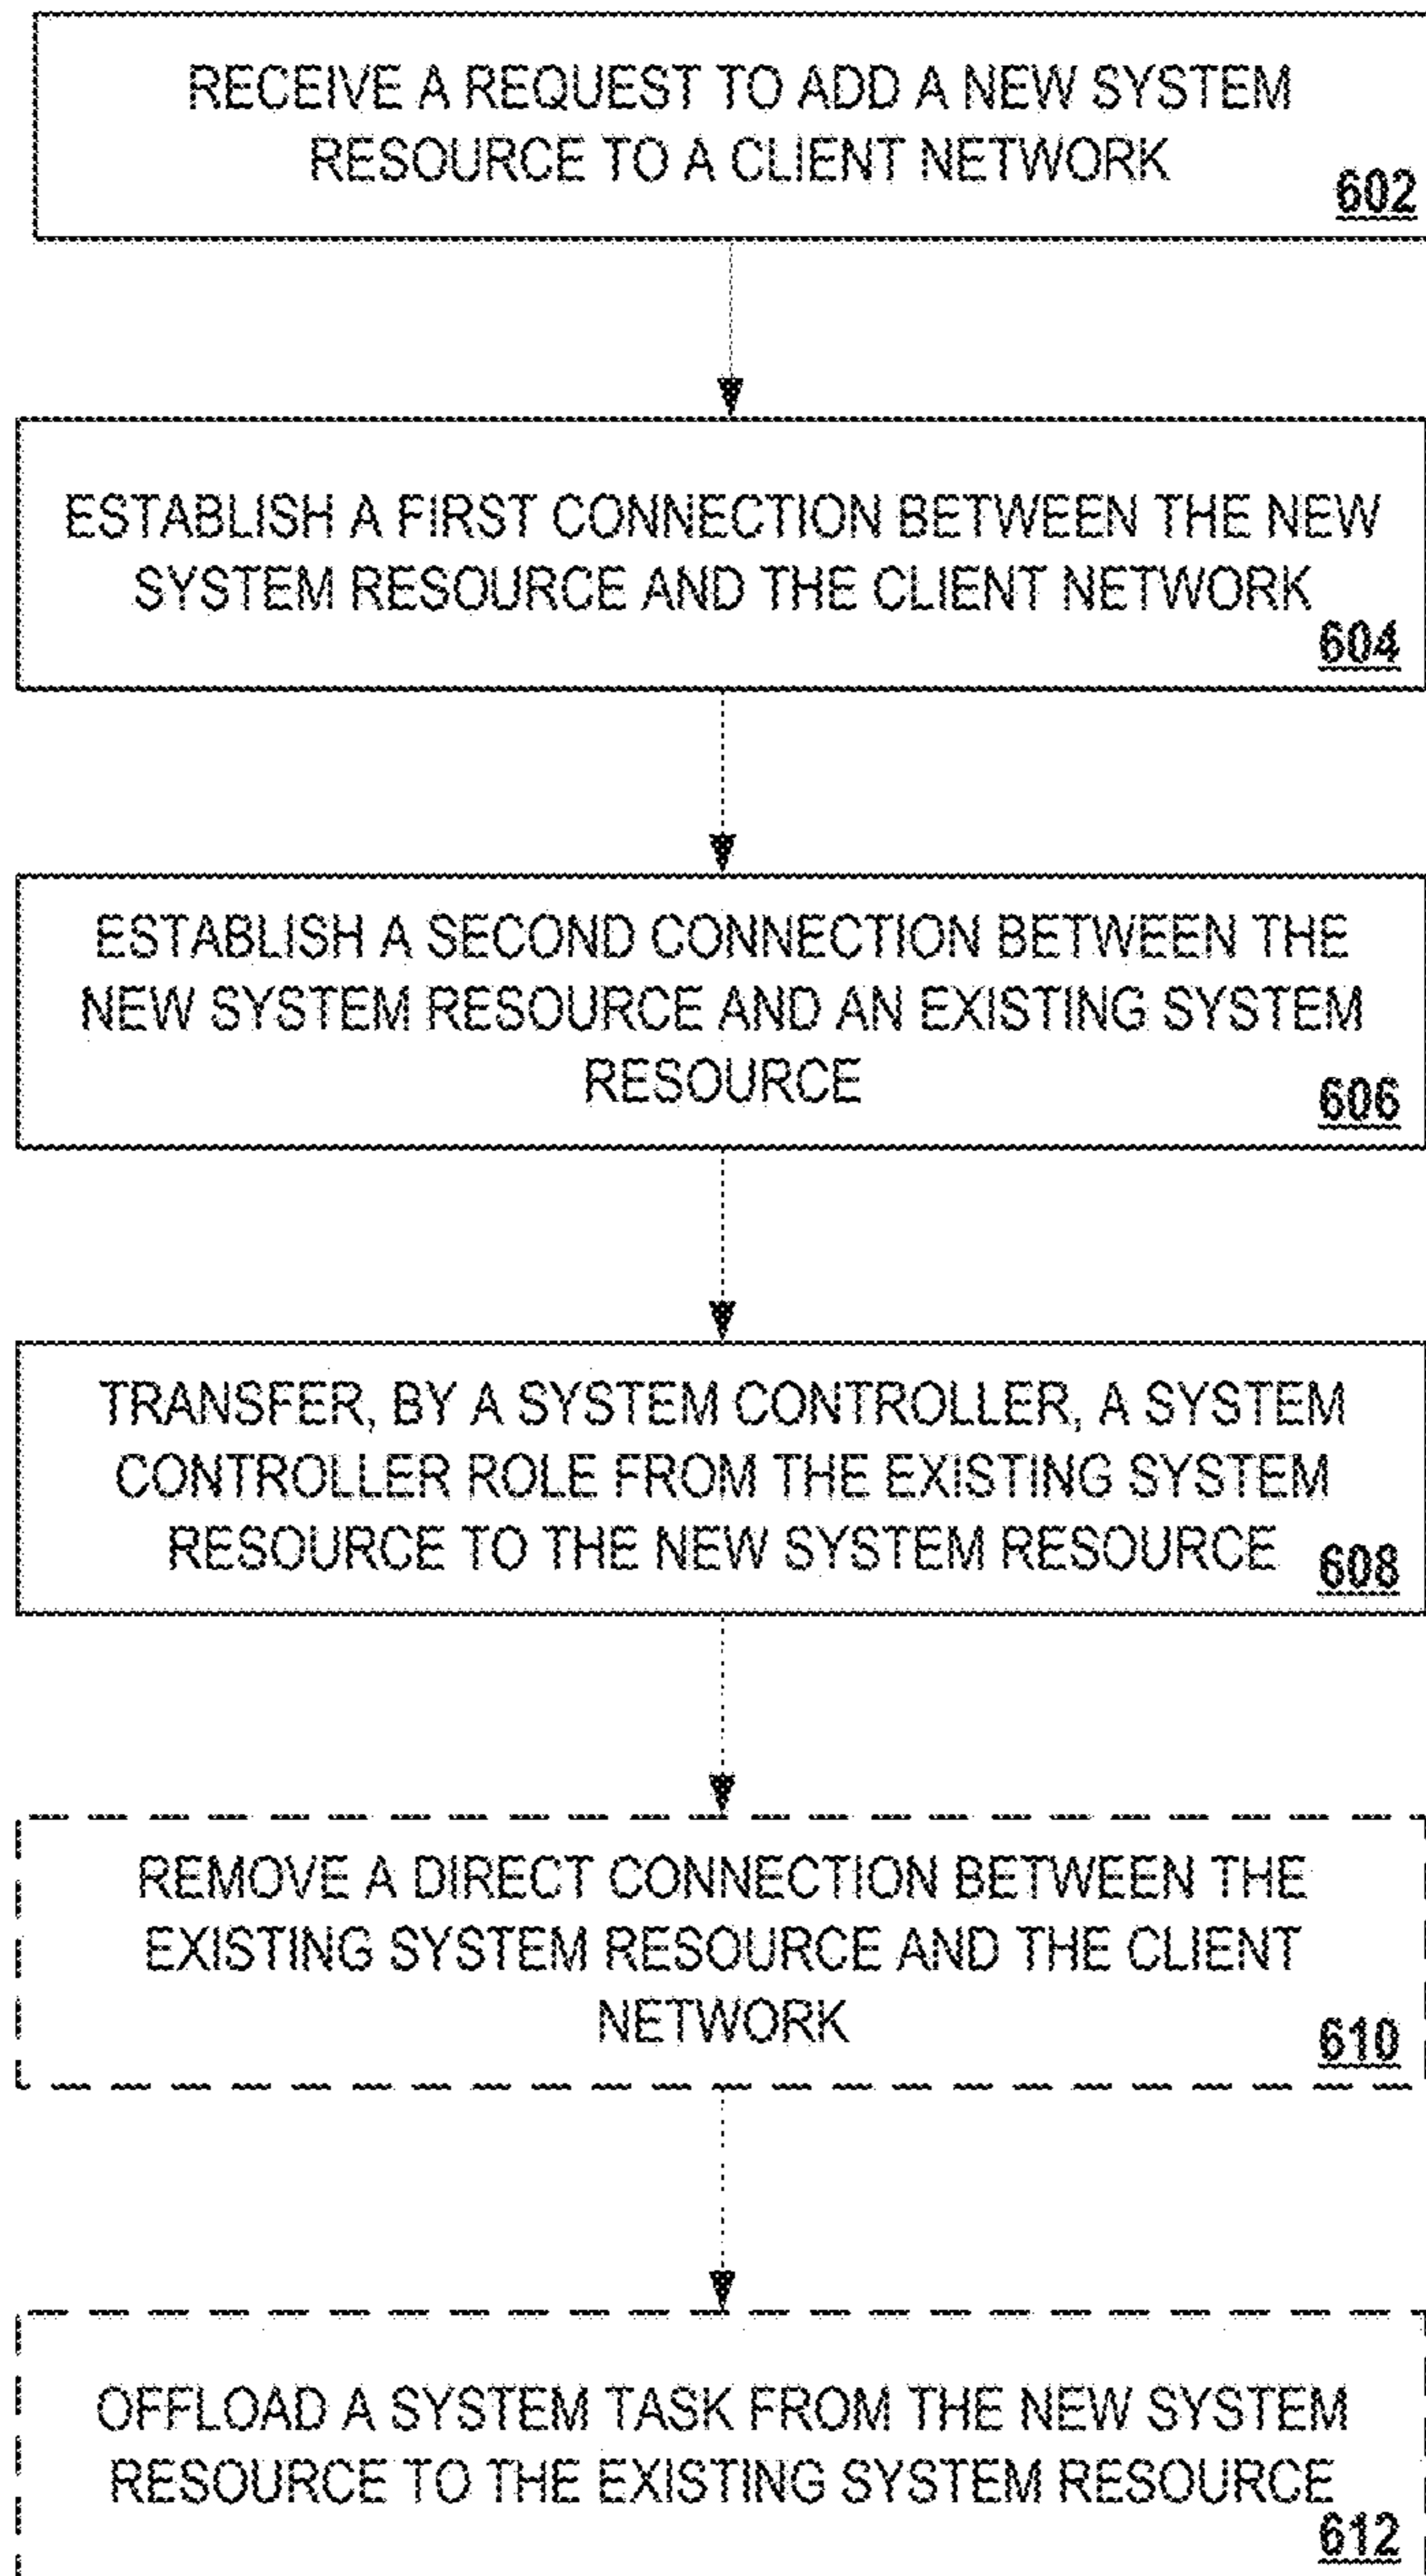 RECEIVE A REQUEST TO ADD A NEW SYSTEM
RESOURCE TO A CLIENT NETWORK
602
ESTABLISH A FIRST CONNECTION BETWEEN THE NEW
SYSTEM RESOURCE AND THE CLIENT NETWORK
604
ESTABLISH A SECOND CONNECTION BETWEEN THE
NEW SYSTEM RESOURCE AND AN EXISTING SYSTEM
RESOURCE
606
TRANSFER, BY A SYSTEM CONTROLLER, A SYSTEM
CONTROLLER ROLE FROM THE EXISTING SYSTEM
RESOURCE TO THE NEW SYSTEM RESOURCE
608
REMOVE A DIRECT CONNECTION BETWEEN THE
EXISTING SYSTEM RESOURCE AND THE CLIENT
NETWORK
610
OFFLOAD A SYSTEM TASK FROM THE NEW SYSTEM
RESOURCE TO THE EXISTING SYSTEM RESOURCE
612